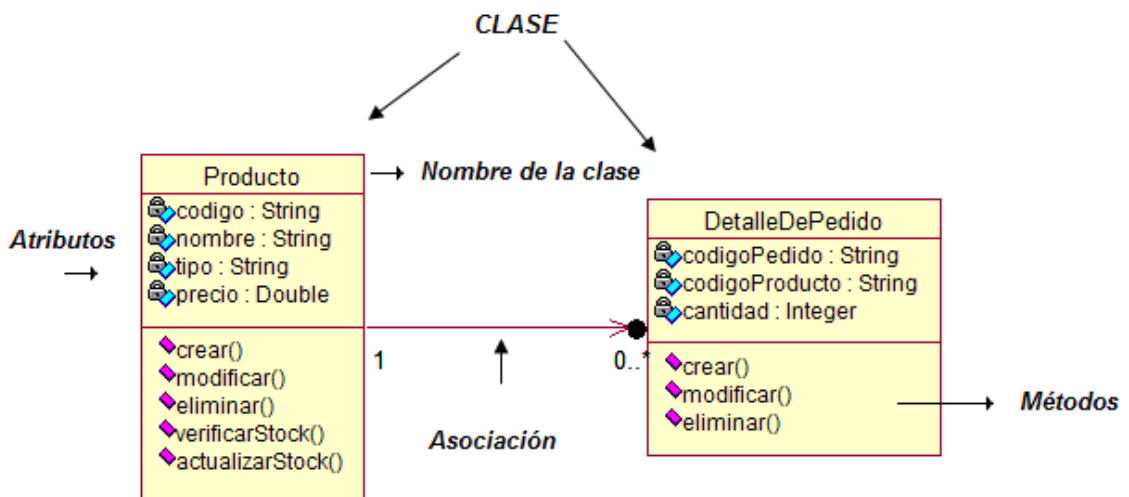 CLASE
Nombre de la clase
Atributos
Producto
codigo : String
nombre : String
tipo : String
precio : Double
crear()
modificar()
eliminar()
verificarStock()
actualizarStock()
1
0..*
Asociación
DetalleDePedido
codigoPedido : String
codigoProducto : String
cantidad : Integer
crear()
modificar()
eliminar()
Métodos